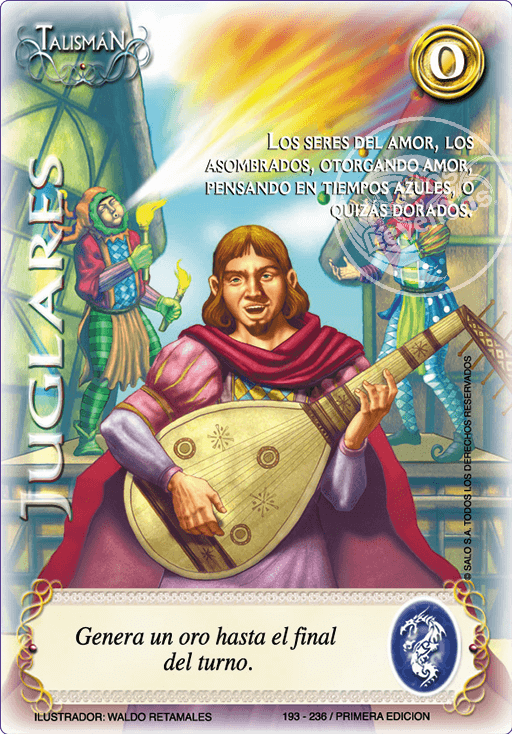 TALISMÁN
0
LOS SERES DEL AMOR, LOS
ASOMBRADOS, OTORGANDO AMOR,
PENSANDO EN TIEMPOS AZULES, O
QUIZÁS DORADOS.
JUGLARES
© SALO S.A. TODOS LOS DERECHOS RESERVADOS
Genera un oro hasta el final
del turno.
ILUSTRADOR: WALDO RETAMALES
193 - 236 / PRIMERA EDICION